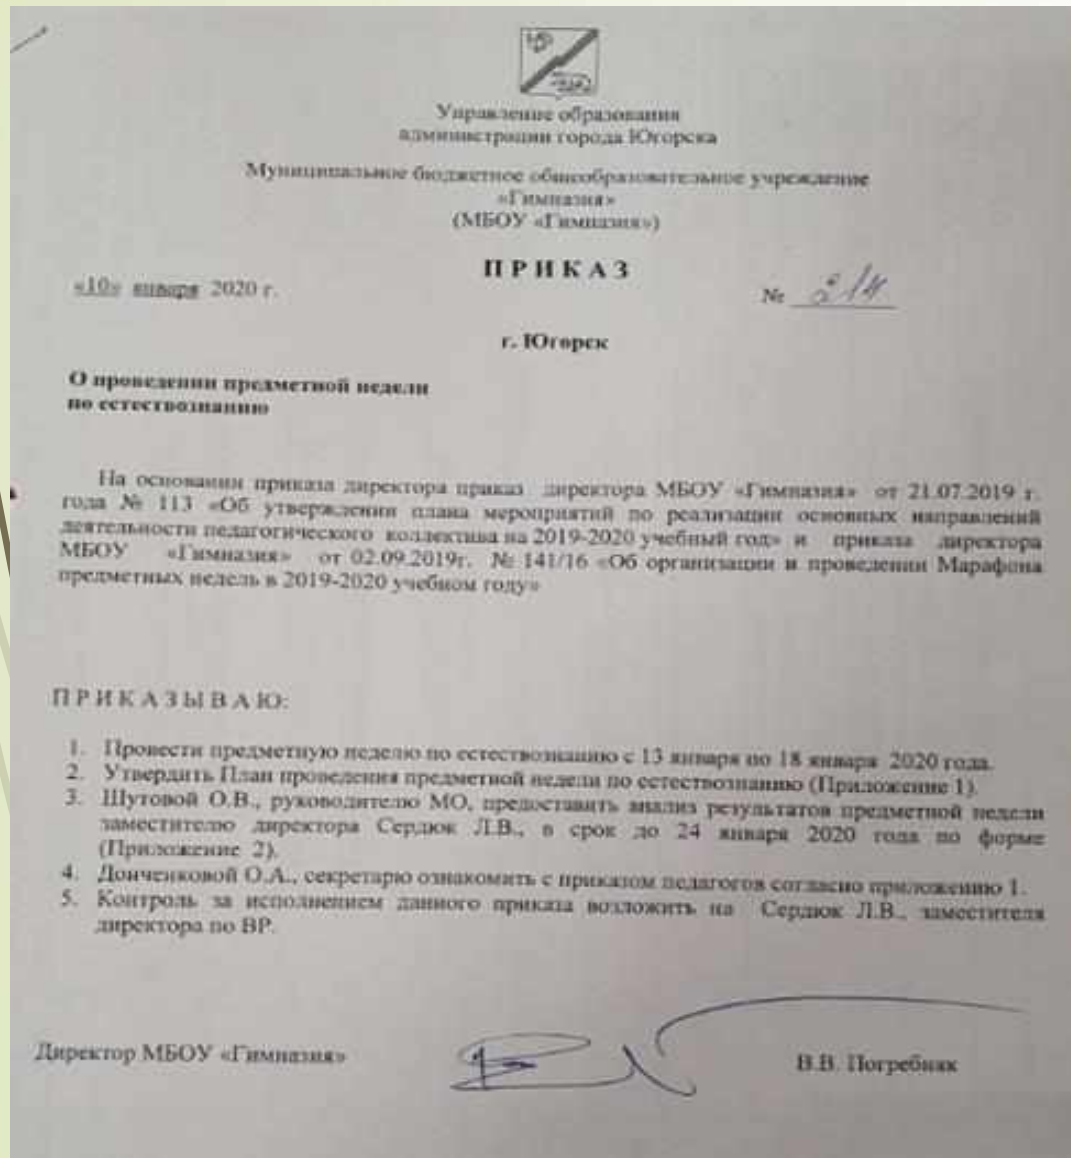 Управление образования
администрации города Югорска
Муниципальное бюджетное общеобразовательное учреждение
«Гимназия»
(МБОУ «Гимназия»)
П Р И К А З
«10» января 2020 г.
№
г. Югорск
О проведении предметной недели
по естествознанию
На основании приказа директора приказ директора МБОУ «Гимназия» от 21.07.2019 г.
года № 113 «Об утверждении плана мероприятий по реализации основных направлений
деятельности педагогического коллектива на 2019-2020 учебный год» и приказа директора
МБОУ «Гимназия» от 02.09.2019г. № 141/16 «Об организации и проведении Марафона
предметных недель в 2019-2020 учебном году»
П Р И К А З Ы В А Ю:
1. Провести предметную неделю по естествознанию с 13 января по 18 января 2020 года.
2. Утвердить План проведения предметной недели по естествознанию (Приложение 1).
3. Шутовой О.В., руководителю МО, предоставить анализ результатов предметной недели
заместителю директора Сердюк Л.В., в срок до 24 января 2020 года по форме
(Приложение 2).
4. Донченковой О.А., секретарю ознакомить с приказом педагогов согласно приложению 1.
5. Контроль за исполнением данного приказа возложить на Сердюк Л.В., заместителя
директора по ВР.
Директор МБОУ «Гимназия»
В.В. Погребняк